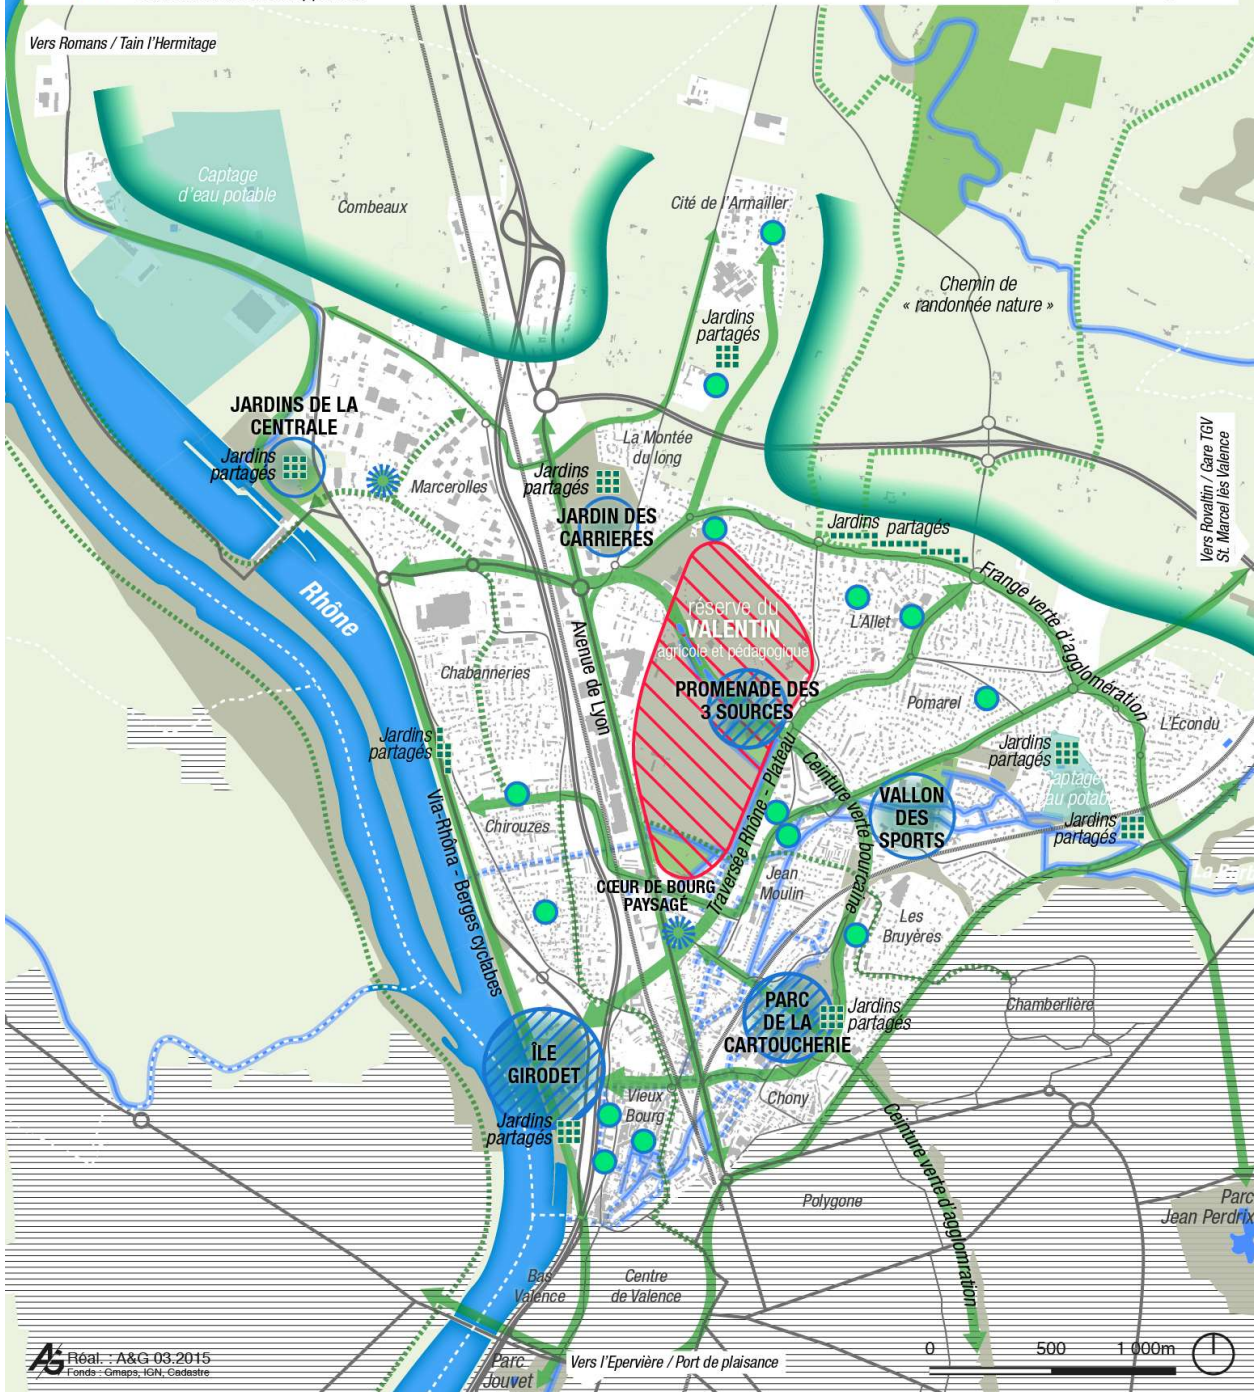 Vers Romans / Tain l'Hermitage
Captage
d'eau potable
Combeaux
Cité de l'Armailler
Chemin de
« randonnée nature »
Jardins
partagés
JARDINS DE LA
CENTRALE
Jardins
partagés
Marcerolles
La Montée
du long
Jardins
partagés
JARDIN DES
CARRIERES
Jardins partagés
Vers Rovaltin / Gare TGV
St. Marcel lès Valence
Rhône
Frange verte d'agglomération
réserve du
VALENTIN
agricole et pédagogique
L'Allet
Avenue de Lyon
Chabanneries
PROMENADE DES
3 SOURCES
Pomarel
L'Écondu
Jardins
partagés
Jardins
partagés
Captage
au potab
Jardins
partagés
Ceinture verte bourcaine
Traversée Rhône - Plateau
VALLON
DES
SPORTS
Via-Rhôna - Berges cyclabes
Chirouzes
CŒUR DE BOURG
PAYSAGÉ
Jean
Moulin
Les
Bruyères
Chamberlière
PARC
DE LA
CARTOUCHERIE
Jardins
partagés
ÎLE
GIRODET
Jardins
partagés
Vieux
Bourg
Chony
Ceinture verte d'agglomration
Polygone
Parc
Jean Perdrix
Bas
Valence
Centre
de Valence
A&G
Réal. : A&G 03.2015
Fonds : Gmaps, IGN, Cadastre
Parc
Jouvet
Vers l'Epervière / Port de plaisance
0 500 1 000m